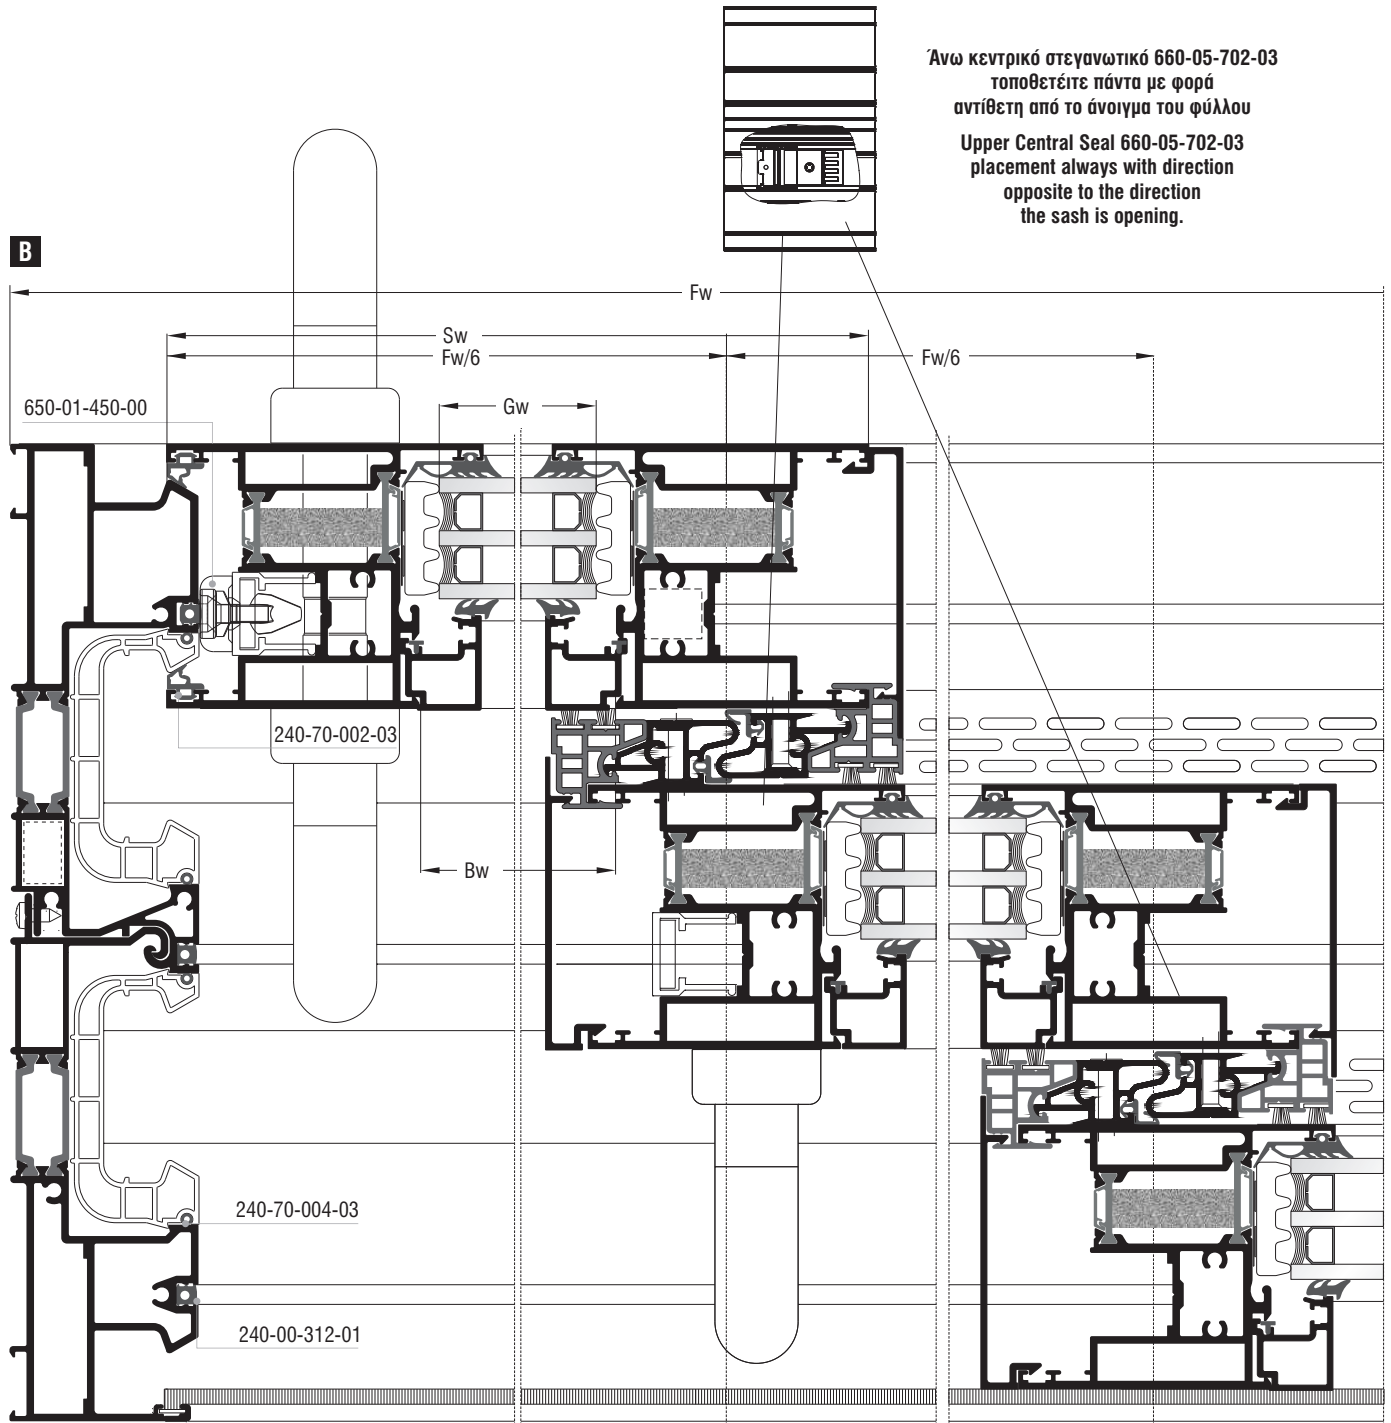 Άνω κεντρικό στεγανωτικό 660-05-702-03
τοποθετέιτε πάντα με φορά
αντίθετη από το άνοιγμα του φύλλου
Upper Central Seal 660-05-702-03
placement always with direction
opposite to the direction
the sash is opening.
B
Fw
Sw
Fw/6
Fw/6
Gw
650-01-450-00
240-70-002-03
Bw
240-70-004-03
240-00-312-01